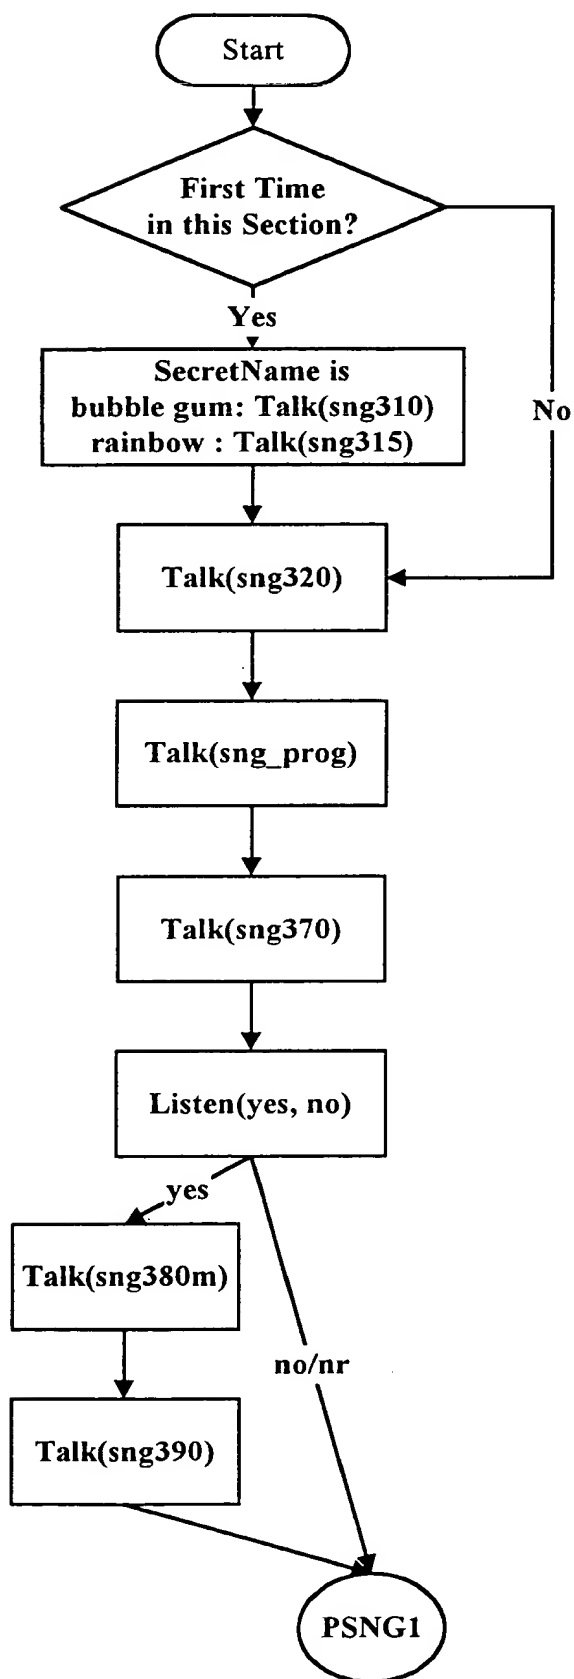 Start
First Time
in this Section?
Yes
No
SecretName is
bubble gum: Talk(sng310)
rainbow : Talk(sng315)
Talk(sng320)
Talk(sng_prog)
Talk(sng370)
Listen(yes, no)
yes
no/nr
Talk(sng380m)
Talk(sng390)
PSNG1